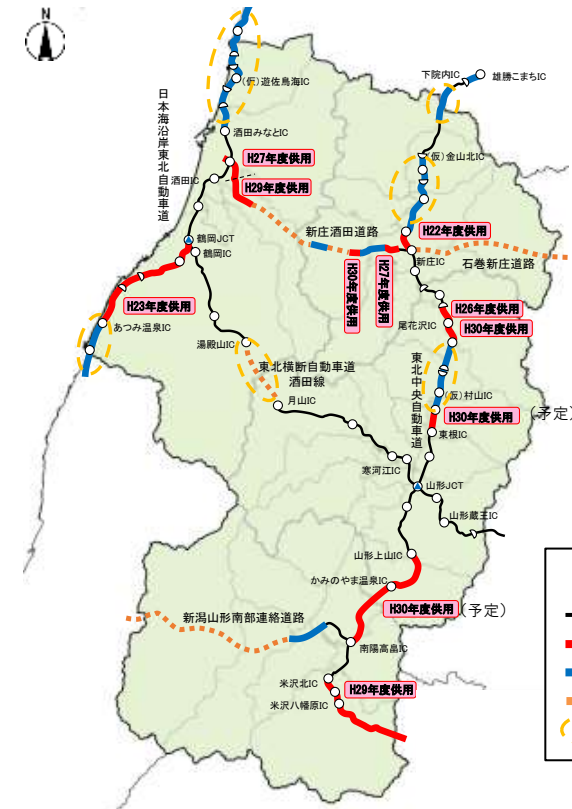 N
(仮)遊佐鳥海IC
下院内IC
雄勝こまちIC
日本海沿岸東北自動車道
酒田みなとIC
(仮)金山北IC
H27年度供用
酒田IC
H29年度供用
H22年度供用
新庄酒田道路
鶴岡JCT
鶴岡IC
新庄IC
石巻新庄道路
H30年度供用
H27年度供用
H23年度供用
H26年度供用
あつみ温泉IC
尾花沢IC
H30年度供用
湯殿山IC
東北横断自動車道
酒田線
東北中央自動車道
月山IC
(仮)村山IC
H30年度供用(予定)
東根IC
寒河江IC
山形JCT
山形蔵王IC
山形上山IC
かみのやま温泉IC
H30年度供用(予定)
新潟山形南部連絡道路
南陽高畠IC
米沢北IC
H29年度供用
米沢八幡原IC